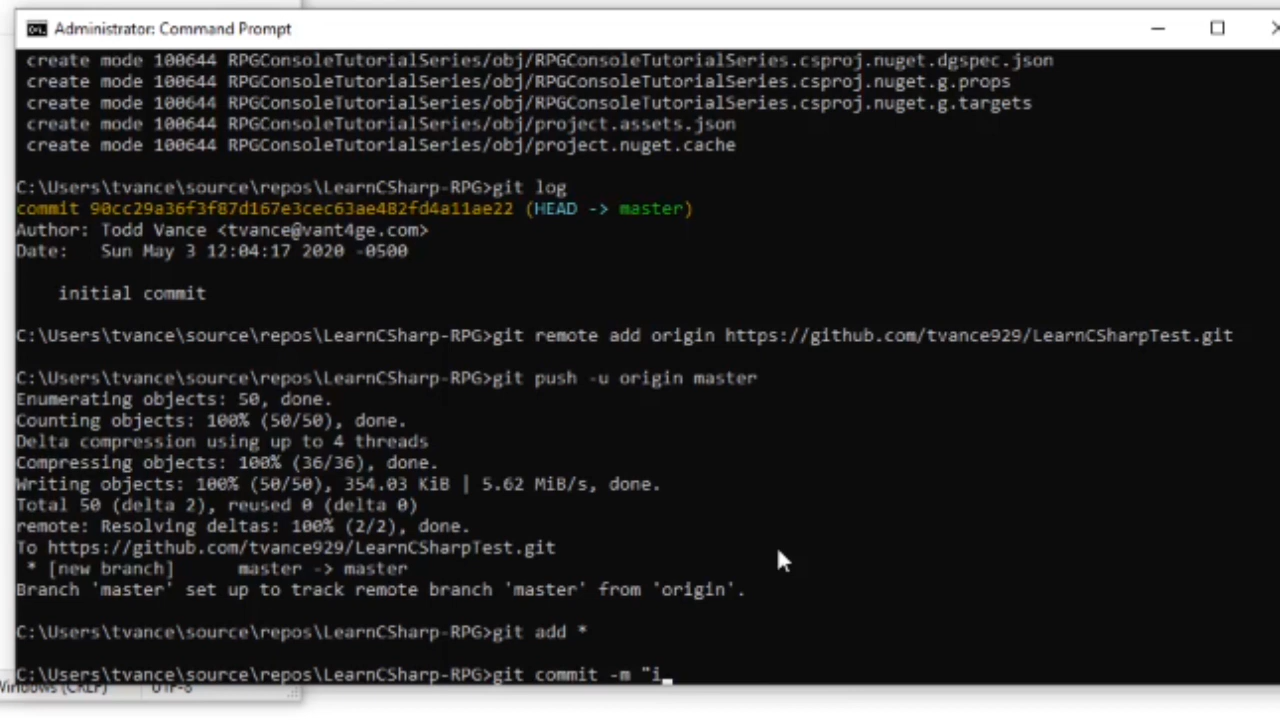 Administrator: Command Prompt
create mode 100644 RPGConsoleTutorialSeries/obj/RPGConsoleTutorialSeries.csproj.nuget.dgspec.json
create mode 100644 RPGConsoleTutorialSeries/obj/RPGConsoleTutorialSeries.csproj.nuget.g.props
create mode 100644 RPGConsoleTutorialSeries/obj/RPGConsoleTutorialSeries.csproj.nuget.g.targets
create mode 100644 RPGConsoleTutorialSeries/obj/project.assets.json
create mode 100644 RPGConsoleTutorialSeries/obj/project.nuget.cache
C:\Users\tvance\source\repos\LearnCSharp-RPG>git log
commit 90cc29a36f3f87d167e3cec63ae482fd4a11ae22 (HEAD -> master)
Author: Todd Vance <tvance@vant4ge.com>
Date:   Sun May 3 12:04:17 2020 -0500
initial commit
C:\Users\tvance\source\repos\LearnCSharp-RPG>git remote add origin https://github.com/tvance929/LearnCSharpTest.git
C:\Users\tvance\source\repos\LearnCSharp-RPG>git push -u origin master
Enumerating objects: 50, done.
Counting objects: 100% (50/50), done.
Delta compression using up to 4 threads
Compressing objects: 100% (36/36), done.
Writing objects: 100% (50/50), 354.03 KiB | 5.62 MiB/s, done.
Total 50 (delta 2), reused 0 (delta 0)
remote: Resolving deltas: 100% (2/2), done.
To https://github.com/tvance929/LearnCSharpTest.git
* [new branch]      master -> master
Branch 'master' set up to track remote branch 'master' from 'origin'.
C:\Users\tvance\source\repos\LearnCSharp-RPG>git add *
C:\Users\tvance\source\repos\LearnCSharp-RPG>git commit -m "i_
Windows (CRLF) UTF-8